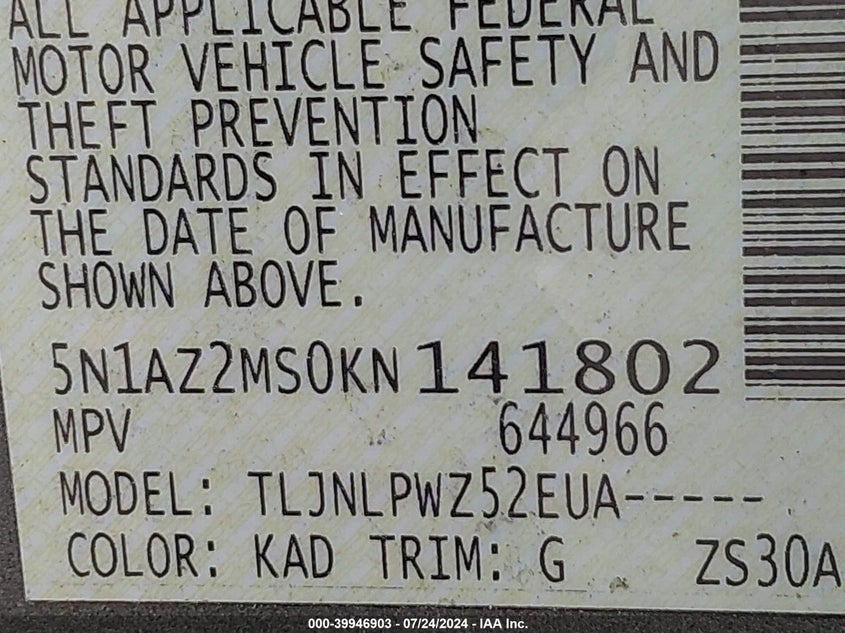 ALL APPLICABLE FEDERAL
MOTOR VEHICLE SAFETY AND
THEFT PREVENTION
STANDARDS IN EFFECT ON
THE DATE OF MANUFACTURE
SHOWN ABOVE.
5N1AZ2MS0KN141802
MPV 644966
MODEL: TLJNLPWZ52EUA-----
COLOR: KAD TRIM: G ZS30A
000-39946903 - 07/24/2024 - IAA Inc.